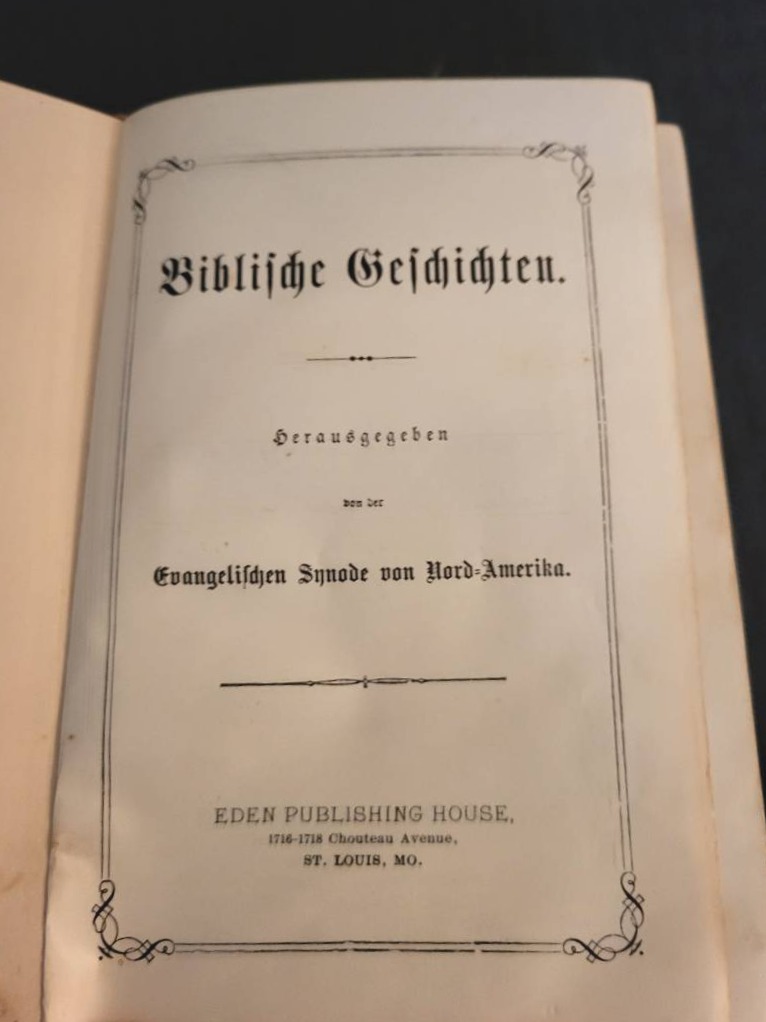 Bibliſche Geſchichten.
Herausgegeben
von der
Evangeliſchen Synode von Nord-Amerika.
EDEN PUBLISHING HOUSE,
1716-1718 Chouteau Avenue,
ST. LOUIS, MO.